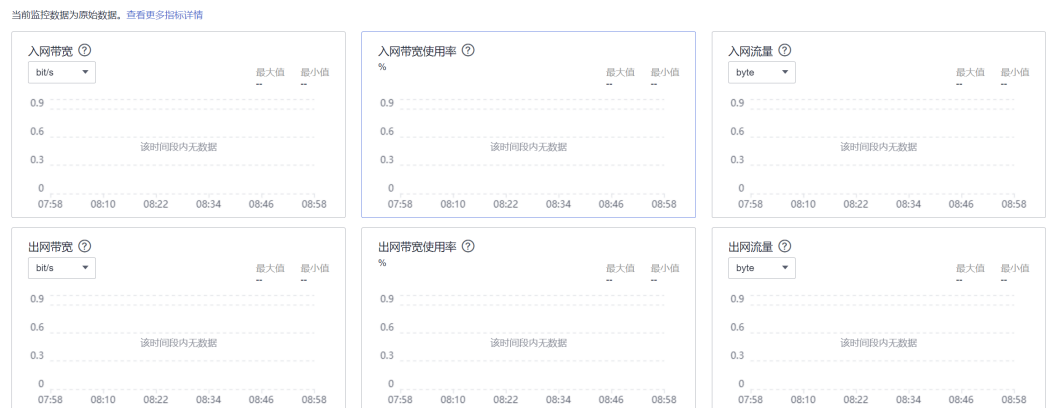 当前监控数据为原始数据。查看更多指标详情
入网带宽 ?
bit/s
最大值 最小值
-- --
0.9
0.6
该时间段内无数据
0.3
0
07:58 08:10 08:22 08:34 08:46 08:58
入网带宽使用率 ?
%
最大值 最小值
-- --
0.9
0.6
该时间段内无数据
0.3
0
07:58 08:10 08:22 08:34 08:46 08:58
入网流量 ?
byte
最大值 最小值
-- --
0.9
0.6
该时间段内无数据
0.3
0
07:58 08:10 08:22 08:34 08:46 08:58
出网带宽 ?
bit/s
最大值 最小值
-- --
0.9
0.6
该时间段内无数据
0.3
0
07:58 08:10 08:22 08:34 08:46 08:58
出网带宽使用率 ?
%
最大值 最小值
-- --
0.9
0.6
该时间段内无数据
0.3
0
07:58 08:10 08:22 08:34 08:46 08:58
出网流量 ?
byte
最大值 最小值
-- --
0.9
0.6
该时间段内无数据
0.3
0
07:58 08:10 08:22 08:34 08:46 08:58